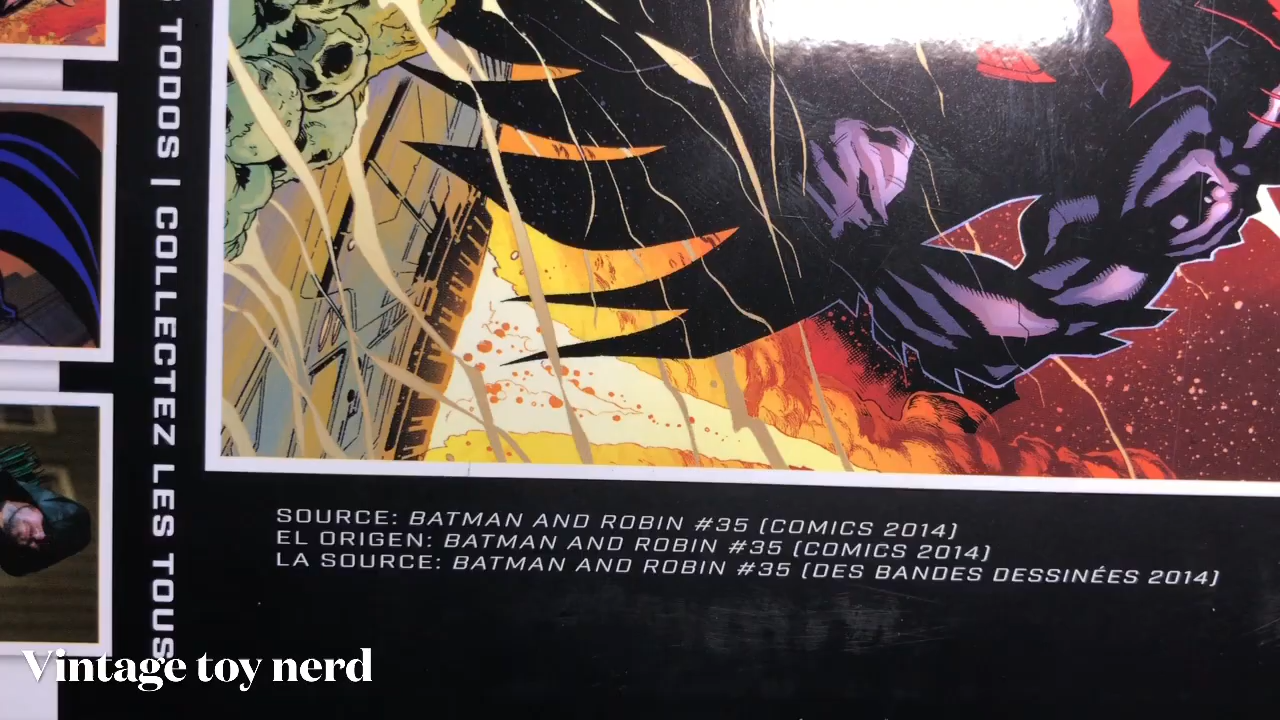 TODOS | COLLECTEZ LES TOUS
SOURCE: BATMAN AND ROBIN #35 (COMICS 2014)
EL ORIGEN: BATMAN AND ROBIN #35 (COMICS 2014)
LA SOURCE: BATMAN AND ROBIN #35 (DES BANDES DESSINÉES 2014)
Vintage toy nerd